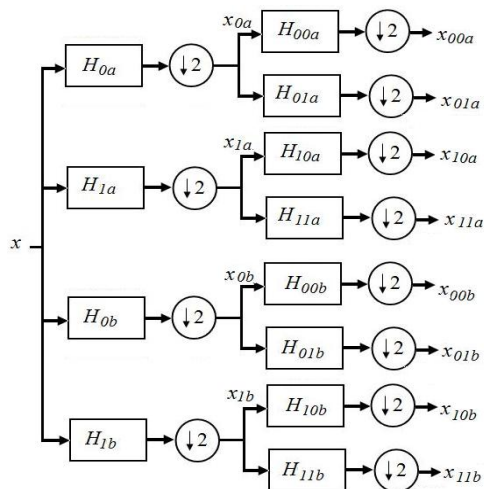 x
H0a
↓2
x0a
H00a
↓2
x00a
H01a
↓2
x01a
H1a
↓2
x1a
H10a
↓2
x10a
H11a
↓2
x11a
H0b
↓2
x0b
H00b
↓2
x00b
H01b
↓2
x01b
H1b
↓2
x1b
H10b
↓2
x10b
H11b
↓2
x11b